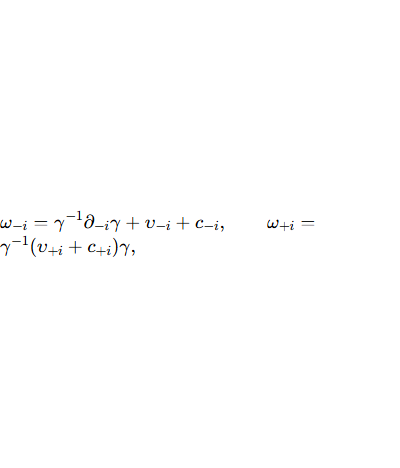 ω₋ᵢ = γ⁻¹∂₋ᵢγ + υ₋ᵢ + c₋ᵢ, ω₊ᵢ =
γ⁻¹(υ₊ᵢ + c₊ᵢ)γ,